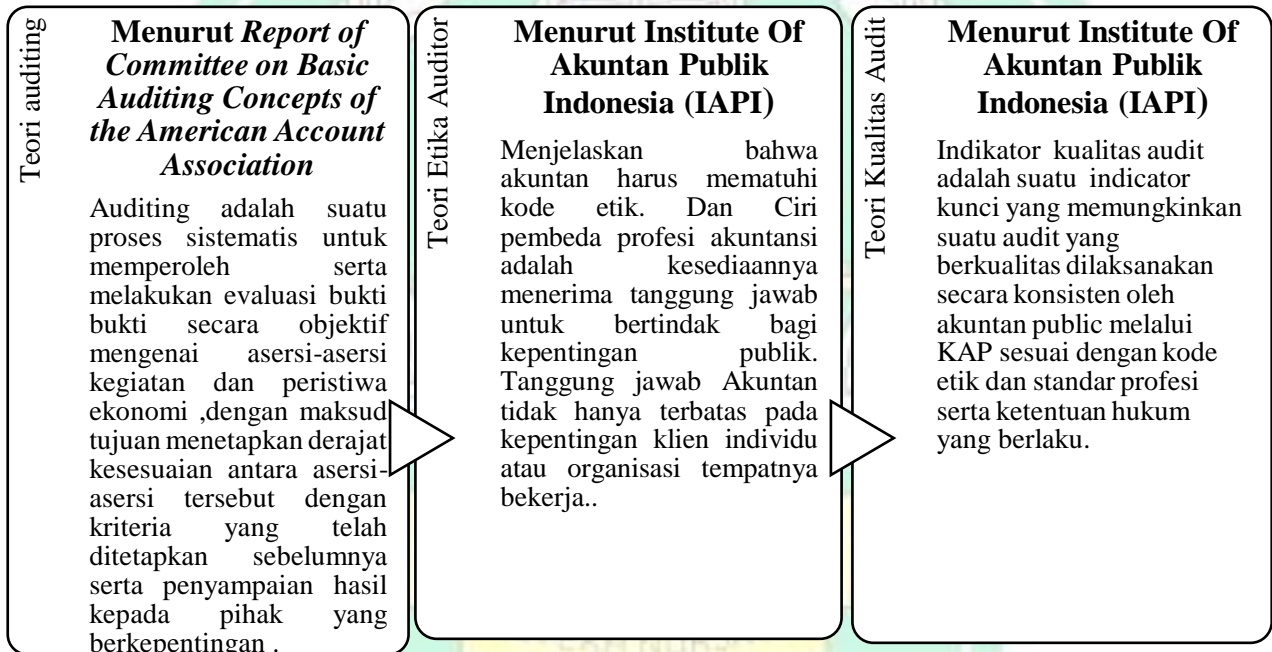 Teori auditing
Menurut Report of
Committee on Basic
Auditing Concepts of
the American Account
Association
Auditing adalah suatu
proses sistematis untuk
memperoleh serta
melakukan evaluasi bukti
bukti secara objektif
mengenai asersi-asersi
kegiatan dan peristiwa
ekonomi ,dengan maksud
tujuan menetapkan derajat
kesesuaian antara asersi-
asersi tersebut dengan
kriteria yang telah
ditetapkan sebelumnya
serta penyampaian hasil
kepada pihak yang
berkepentingan .
Teori Etika Auditor
Menurut Institute Of
Akuntan Publik
Indonesia (IAPI)
Menjelaskan bahwa
akuntan harus mematuhi
kode etik. Dan Ciri
pembeda profesi akuntansi
adalah kesediaannya
menerima tanggung jawab
untuk bertindak bagi
kepentingan publik.
Tanggung jawab Akuntan
tidak hanya terbatas pada
kepentingan klien individu
atau organisasi tempatnya
bekerja..
Teori Kualitas Audit
Menurut Institute Of
Akuntan Publik
Indonesia (IAPI)
Indikator kualitas audit
adalah suatu indicator
kunci yang memungkinkan
suatu audit yang
berkualitas dilaksanakan
secara konsisten oleh
akuntan public melalui
KAP sesuai dengan kode
etik dan standar profesi
serta ketentuan hukum
yang berlaku.